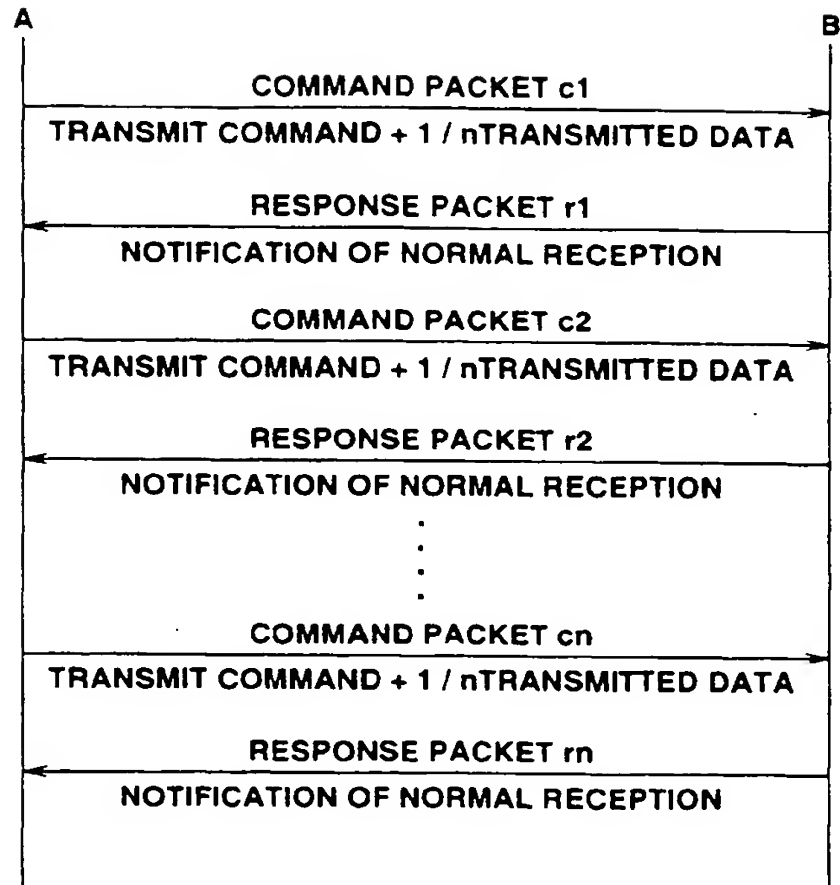 A
B
COMMAND PACKET c1
TRANSMIT COMMAND + 1 / nTRANSMITTED DATA
RESPONSE PACKET r1
NOTIFICATION OF NORMAL RECEPTION
COMMAND PACKET c2
TRANSMIT COMMAND + 1 / nTRANSMITTED DATA
RESPONSE PACKET r2
NOTIFICATION OF NORMAL RECEPTION
COMMAND PACKET cn
TRANSMIT COMMAND + 1 / nTRANSMITTED DATA
RESPONSE PACKET rn
NOTIFICATION OF NORMAL RECEPTION